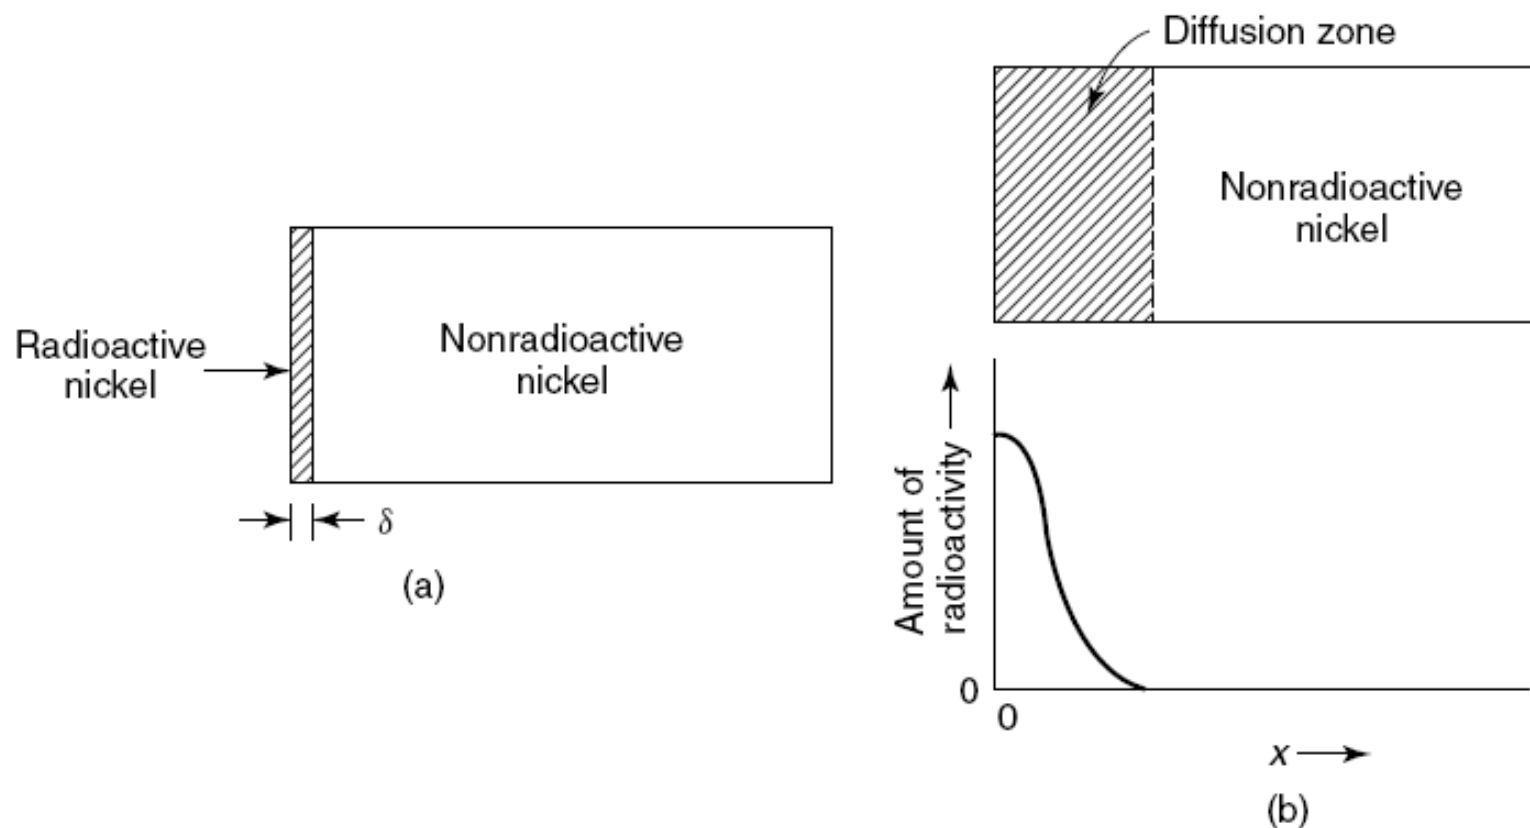 Radioactive
nickel
Nonradioactive
nickel
δ
(a)
Diffusion zone
Nonradioactive
nickel
Amount of
radioactivity
0
0
x
(b)